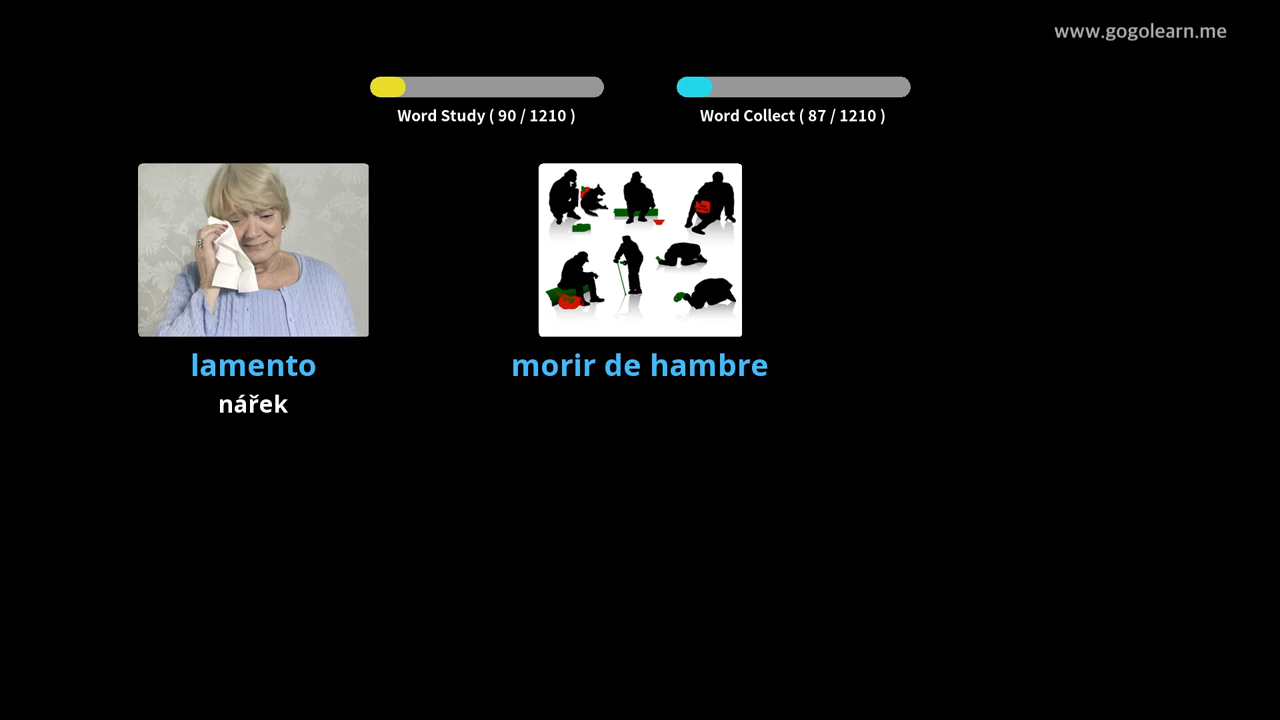 www.gogolearn.me
Word Study ( 90 / 1210 )
Word Collect ( 87 / 1210 )
lamento
nářek
morir de hambre